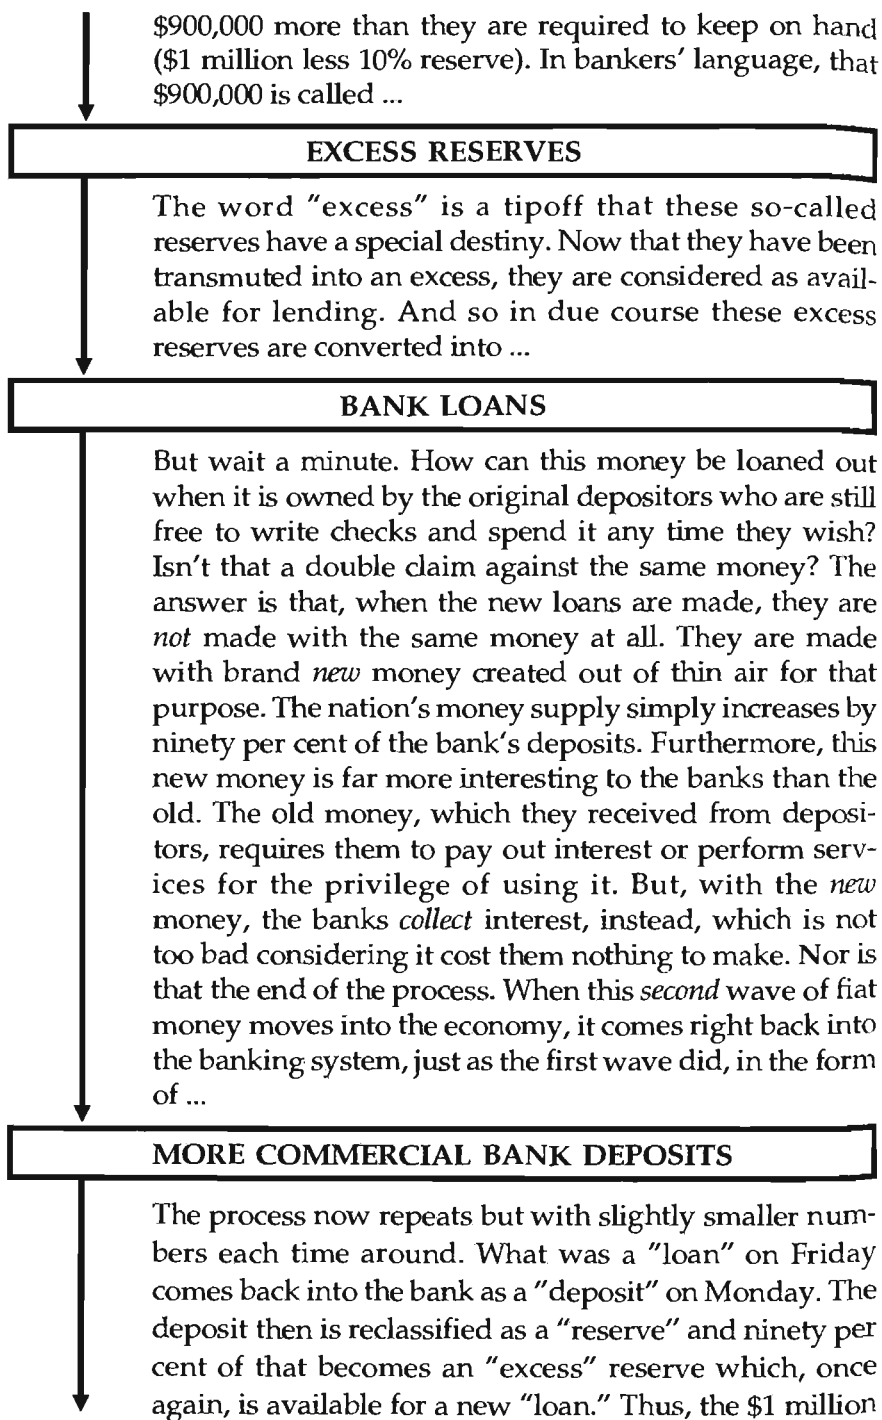 $900,000 more than they are required to keep on hand
($1 million less 10% reserve). In bankers' language, that
$900,000 is called ...
EXCESS RESERVES
The word "excess" is a tipoff that these so-called
reserves have a special destiny. Now that they have been
transmuted into an excess, they are considered as avail-
able for lending. And so in due course these excess
reserves are converted into ...
BANK LOANS
But wait a minute. How can this money be loaned out
when it is owned by the original depositors who are still
free to write checks and spend it any time they wish?
Isn't that a double claim against the same money? The
answer is that, when the new loans are made, they are
not made with the same money at all. They are made
with brand new money created out of thin air for that
purpose. The nation's money supply simply increases by
ninety per cent of the bank's deposits. Furthermore, this
new money is far more interesting to the banks than the
old. The old money, which they received from deposi-
tors, requires them to pay out interest or perform serv-
ices for the privilege of using it. But, with the new
money, the banks collect interest, instead, which is not
too bad considering it cost them nothing to make. Nor is
that the end of the process. When this second wave of fiat
money moves into the economy, it comes right back into
the banking system, just as the first wave did, in the form
of ...
MORE COMMERCIAL BANK DEPOSITS
The process now repeats but with slightly smaller num-
bers each time around. What was a "loan" on Friday
comes back into the bank as a "deposit" on Monday. The
deposit then is reclassified as a "reserve" and ninety per
cent of that becomes an "excess" reserve which, once
again, is available for a new "loan." Thus, the $1 million